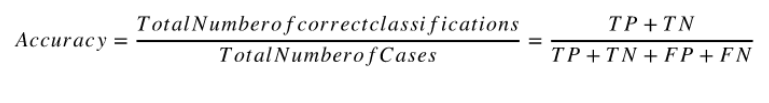 Accuracy = TotalNumberofcorrectclassifications / TotalNumberofCases = TP + TN / TP + TN + FP + FN